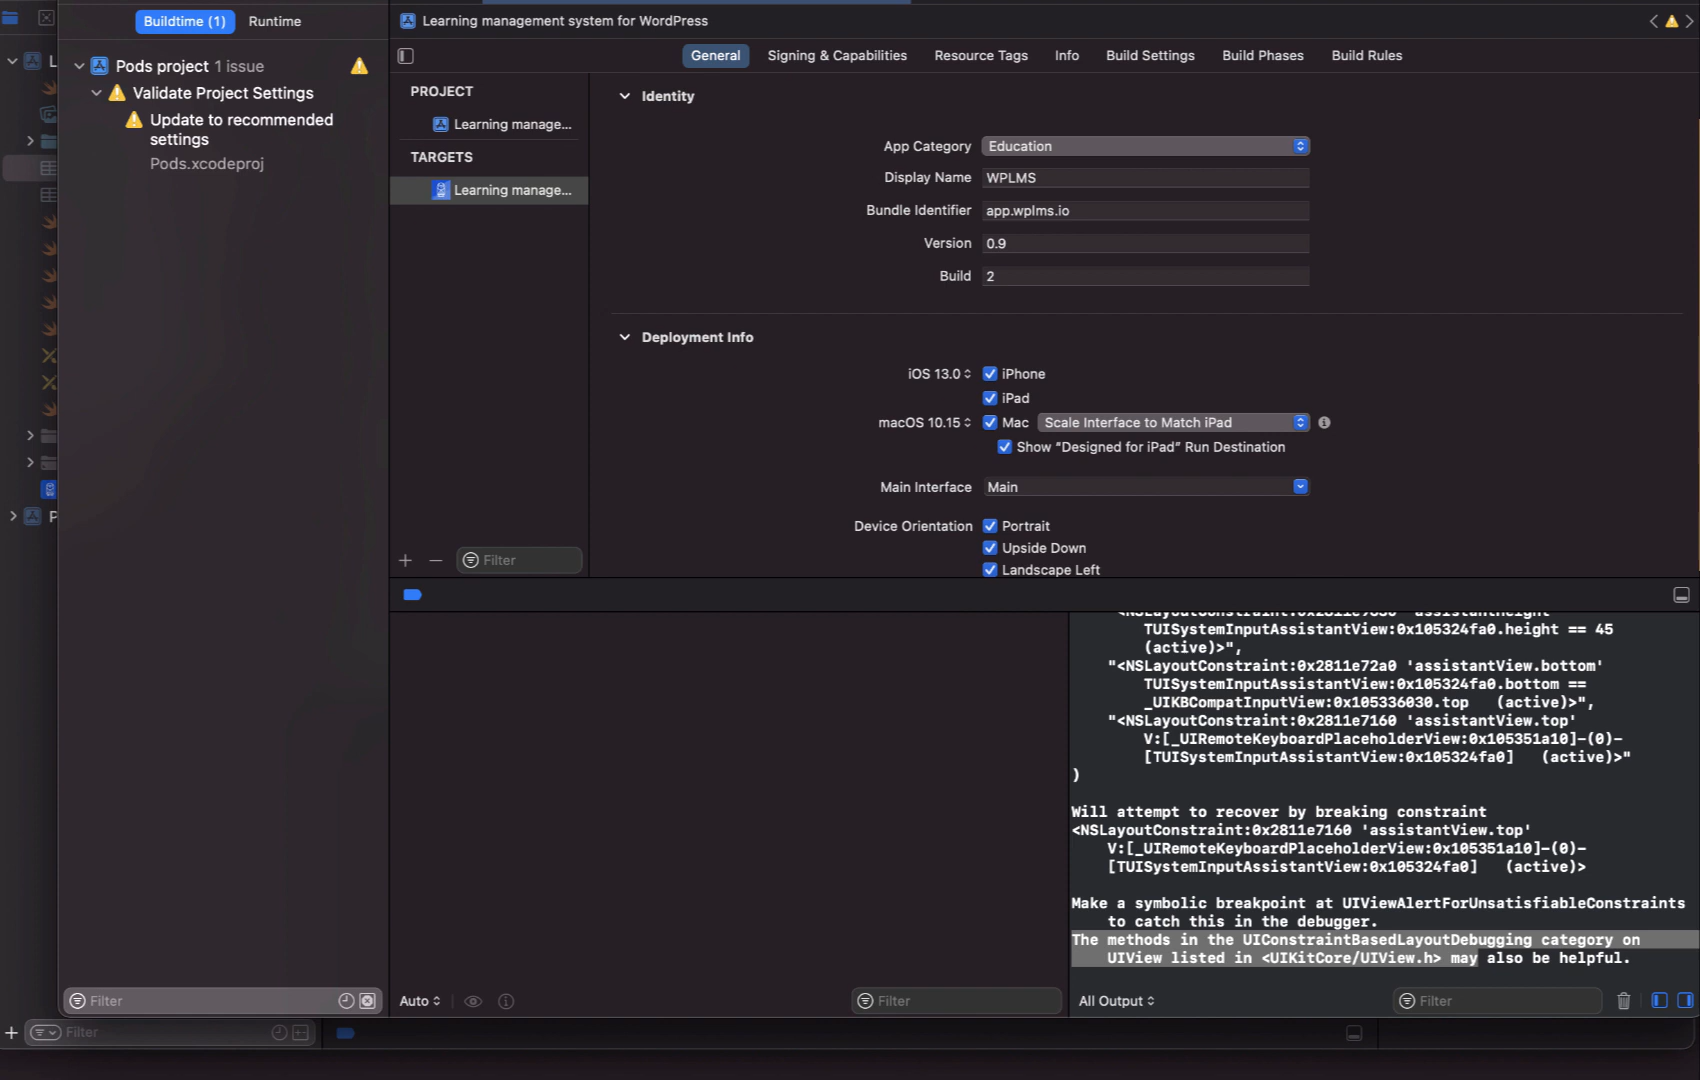 Buildtime (1)
Runtime
Learning management system for WordPress
L
Pods project 1 issue
Validate Project Settings
Update to recommended
settings
Pods.xcodeproj
P
General
Signing & Capabilities
Resource Tags
Info
Build Settings
Build Phases
Build Rules
PROJECT
Learning manage...
TARGETS
Learning manage...
Filter
Identity
App Category
Education
Display Name
WPLMS
Bundle Identifier
app.wplms.io
Version
0.9
Build
2
Deployment Info
iOS 13.0
iPhone
iPad
macOS 10.15
Mac
Scale Interface to Match iPad
Show “Designed for iPad” Run Destination
Main Interface
Main
Device Orientation
Portrait
Upside Down
Landscape Left
TUISystemInputAssistantView:0x105324fa0.height == 45
(active)>",
"<NSLayoutConstraint:0x2811e72a0 'assistantView.bottom'
TUISystemInputAssistantView:0x105324fa0.bottom ==
_UIKBCompatInputView:0x105336030.top (active)>",
"<NSLayoutConstraint:0x2811e7160 'assistantView.top'
V:[_UIRemoteKeyboardPlaceholderView:0x105351a10]-(0)-
[TUISystemInputAssistantView:0x105324fa0] (active)>"
)
Will attempt to recover by breaking constraint
<NSLayoutConstraint:0x2811e7160 'assistantView.top'
V:[_UIRemoteKeyboardPlaceholderView:0x105351a10]-(0)-
[TUISystemInputAssistantView:0x105324fa0] (active)>
Make a symbolic breakpoint at UIViewAlertForUnsatisfiableConstraints
to catch this in the debugger.
The methods in the UIConstraintBasedLayoutDebugging category on
UIView listed in <UIKitCore/UIView.h> may also be helpful.
Filter
Auto
Filter
All Output
Filter
Filter